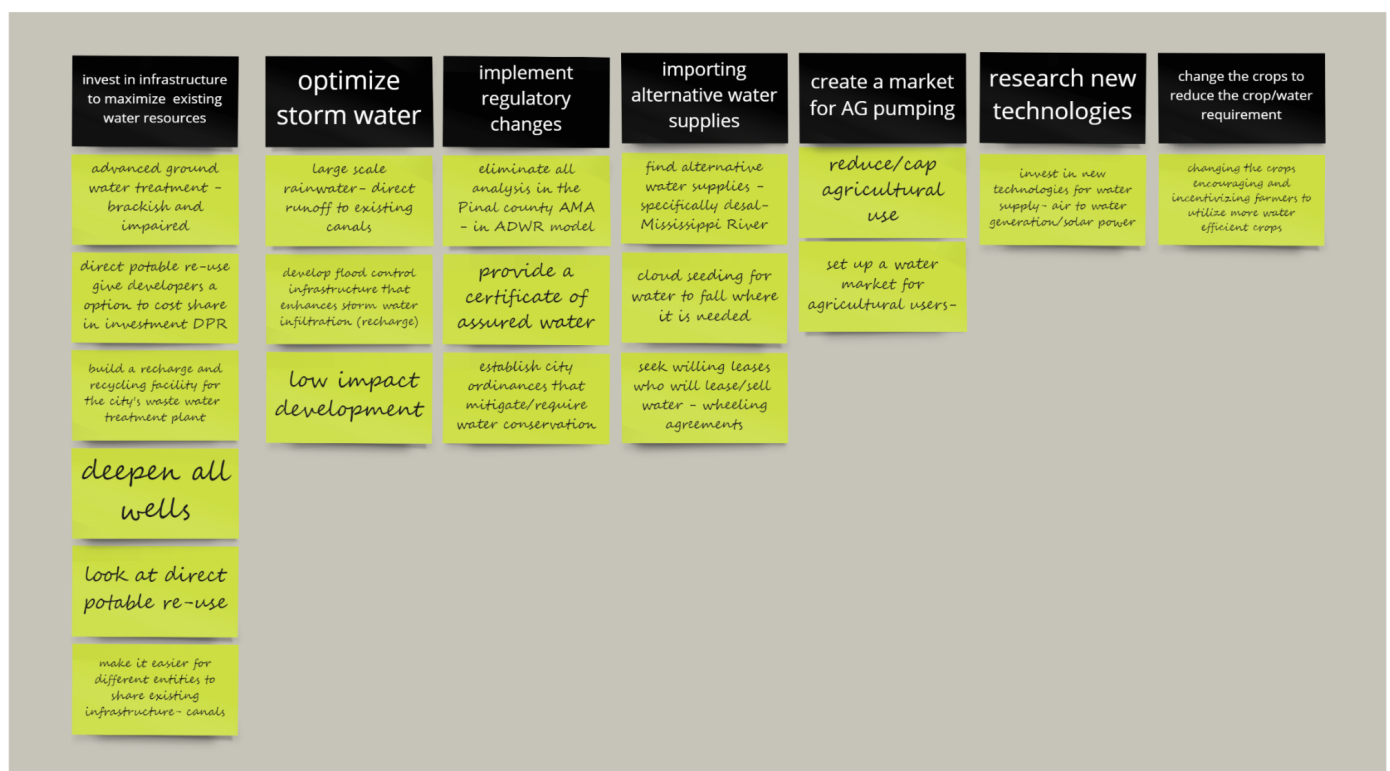 invest in infrastructure
to maximize existing
water resources
advanced ground
water treatment -
brackish and
impaired
direct potable re-use
give developers a
option to cost share
in investment DPR
build a recharge and
recycling facility for
the city's waste water
treatment plant
deepen all
wells
look at direct
potable re-use
make it easier for
different entities to
share existing
infrastructure- canals
optimize
storm water
large scale
rainwater- direct
runoff to existing
canals
develop flood control
infrastructure that
enhances storm water
infiltration (recharge)
low impact
development
implement
regulatory
changes
eliminate all
analysis in the
Pinal county AMA
- in ADWR model
provide a
certificate of
assured water
establish city
ordinances that
mitigate/require
water conservation
importing
alternative water
supplies
find alternative
water supplies -
specifically desal-
Mississippi River
cloud seeding for
water to fall where
it is needed
seek willing leases
who will lease/sell
water - wheeling
agreements
create a market
for AG pumping
reduce/cap
agricultural
use
set up a water
market for
agricultural users-
research new
technologies
invest in new
technologies for water
supply- air to water
generation/solar power
change the crops to
reduce the crop/water
requirement
changing the crops
encouraging and
incentivizing farmers to
utilize more water
efficient crops